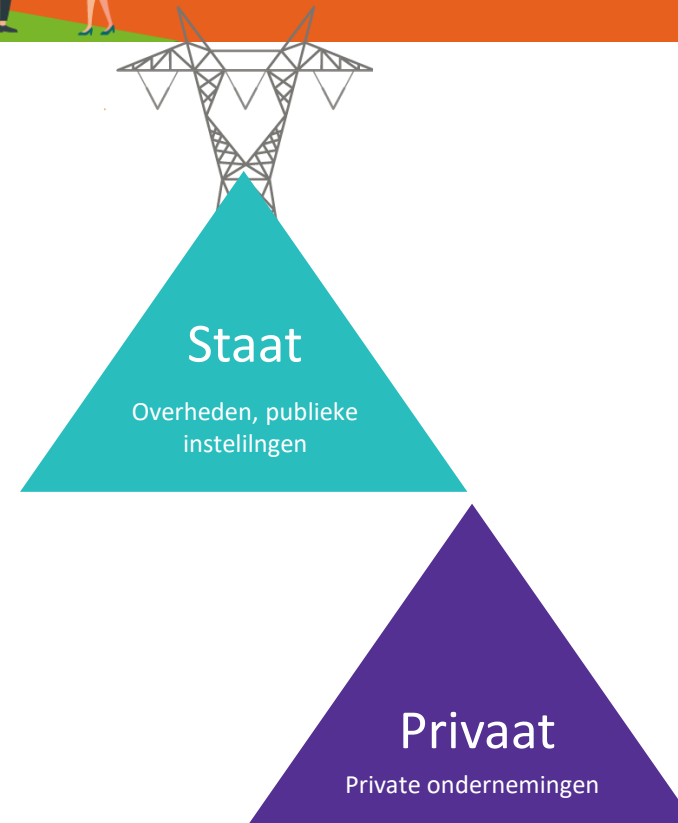 Staat
Overheden, publieke
instelilngen
Privaat
Private ondernemingen